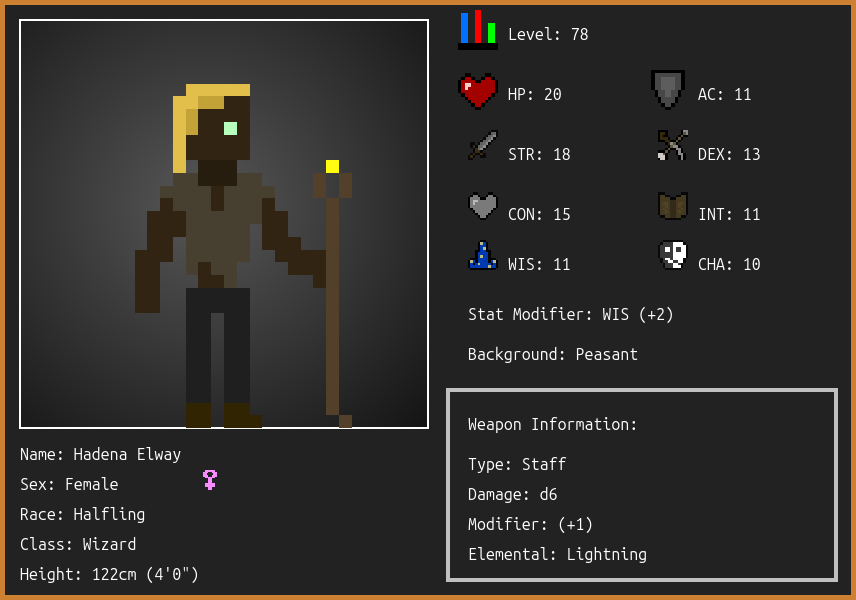 Level: 78
HP: 20
AC: 11
STR: 18
DEX: 13
CON: 15
INT: 11
WIS: 11
CHA: 10
Stat Modifier: WIS (+2)
Background: Peasant
Weapon Information:
Type: Staff
Damage: d6
Modifier: (+1)
Elemental: Lightning
Name: Hadena Elway
Sex: Female
Race: Halfling
Class: Wizard
Height: 122cm (4'0")